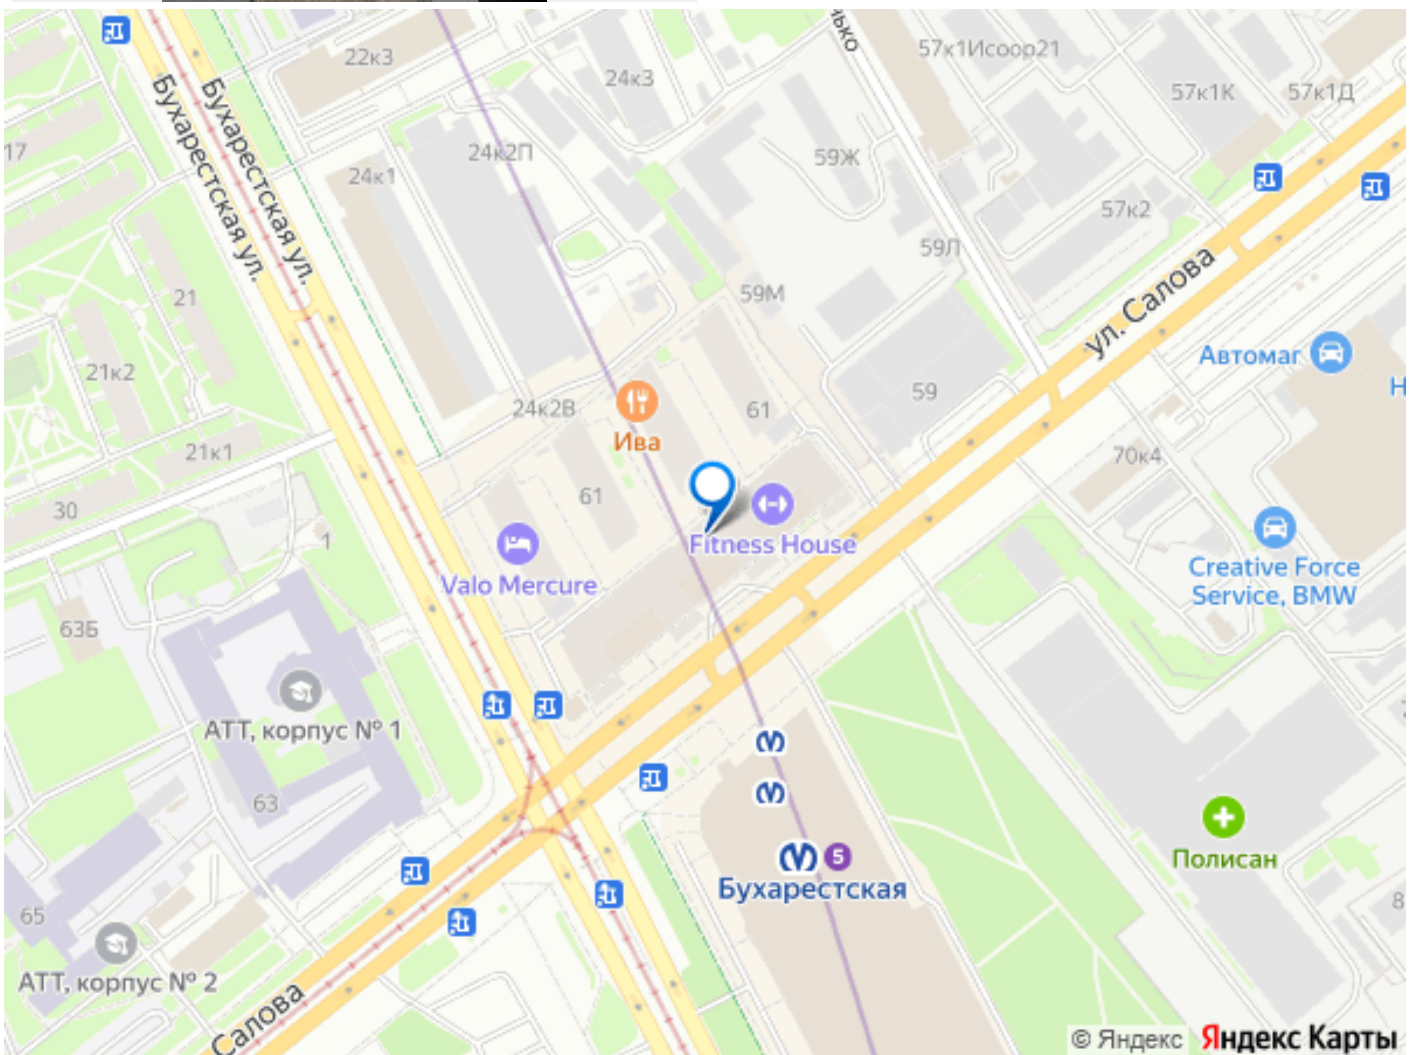 22к3
24к3
57к1Исоор21
57к1К
57к1Д
Бухарестская ул.
Бухарестская ул.
17
24к1
24к2П
59Ж
57к2
59Л
59М
ул. Салова
21
21к2
21к1
30
24к2В
Ива
61
61
59
Автомаг
70к4
Fitness House
Valo Mercure
1
Creative Force
Service, BMW
63Б
АТТ, корпус № 1
63
65
АТТ, корпус № 2
Салова
5
Бухарестская
Полисан
8
© Яндекс
Яндекс Карты